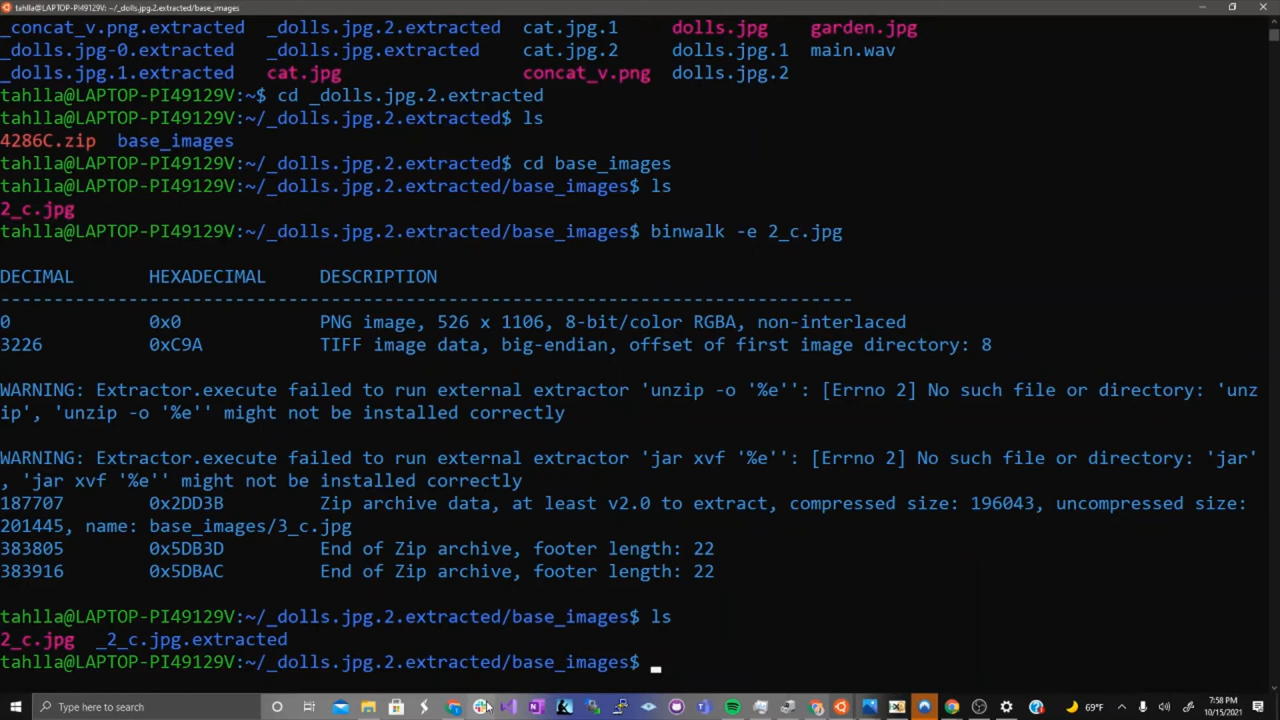 tahlla@LAPTOP-PI49129V: ~/_dolls.jpg.2.extracted/base_images
_concat_v.png.extracted _dolls.jpg.2.extracted cat.jpg.1 dolls.jpg garden.jpg
_dolls.jpg-0.extracted _dolls.jpg.extracted cat.jpg.2 dolls.jpg.1 main.wav
_dolls.jpg.1.extracted cat.jpg concat_v.png dolls.jpg.2
tahlla@LAPTOP-PI49129V:~$ cd _dolls.jpg.2.extracted
tahlla@LAPTOP-PI49129V:~/_dolls.jpg.2.extracted$ ls
4286C.zip base_images
tahlla@LAPTOP-PI49129V:~/_dolls.jpg.2.extracted$ cd base_images
tahlla@LAPTOP-PI49129V:~/_dolls.jpg.2.extracted/base_images$ ls
2_c.jpg
tahlla@LAPTOP-PI49129V:~/_dolls.jpg.2.extracted/base_images$ binwalk -e 2_c.jpg
DECIMAL HEXADECIMAL DESCRIPTION
--------------------------------------------------------------------------------
0 0x0 PNG image, 526 x 1106, 8-bit/color RGBA, non-interlaced
3226 0xC9A TIFF image data, big-endian, offset of first image directory: 8
WARNING: Extractor.execute failed to run external extractor 'unzip -o '%e'': [Errno 2] No such file or directory: 'unz
ip', 'unzip -o '%e'' might not be installed correctly
WARNING: Extractor.execute failed to run external extractor 'jar xvf '%e'': [Errno 2] No such file or directory: 'jar'
, 'jar xvf '%e'' might not be installed correctly
187707 0x2DD3B Zip archive data, at least v2.0 to extract, compressed size: 196043, uncompressed size:
201445, name: base_images/3_c.jpg
383805 0x5DB3D End of Zip archive, footer length: 22
383916 0x5DBAC End of Zip archive, footer length: 22
tahlla@LAPTOP-PI49129V:~/_dolls.jpg.2.extracted/base_images$ ls
2_c.jpg _2_c.jpg.extracted
tahlla@LAPTOP-PI49129V:~/_dolls.jpg.2.extracted/base_images$
Type here to search
69°F
7:58 PM
10/15/2021